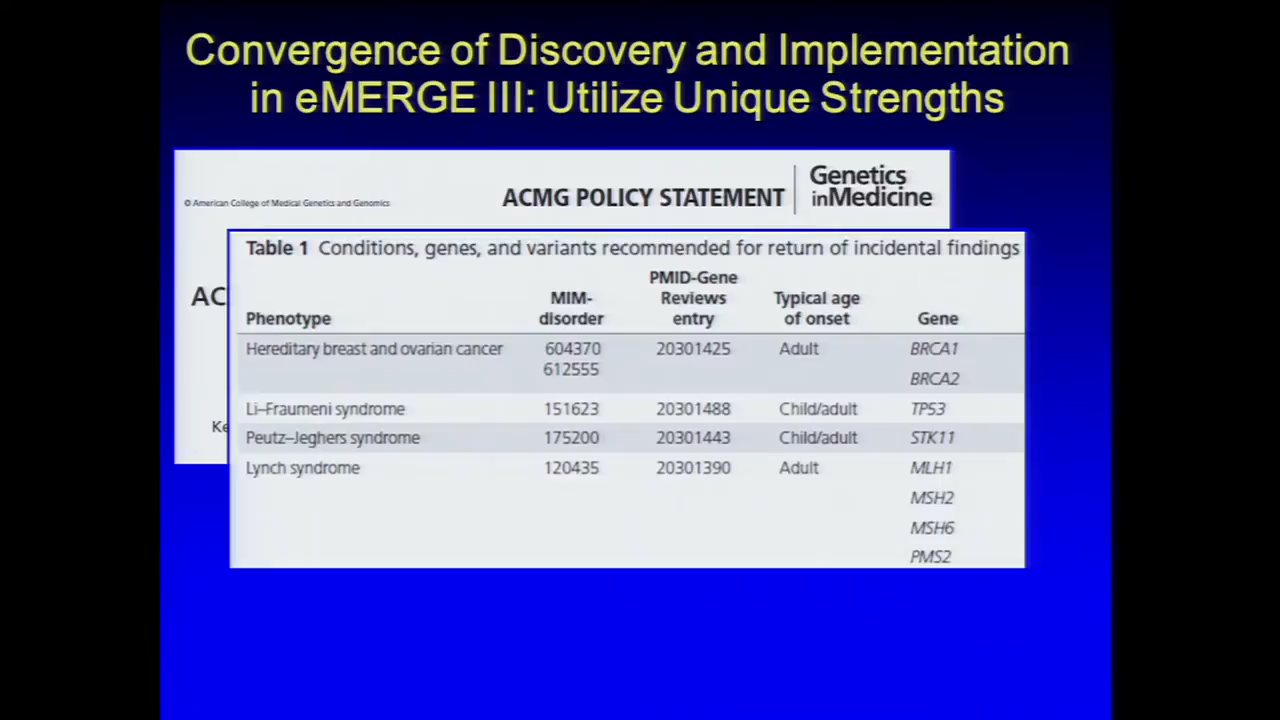 Convergence of Discovery and Implementation
in eMERGE III: Utilize Unique Strengths
© American College of Medical Genetics and Genomics
ACMG POLICY STATEMENT
Genetics
inMedicine
AC
Ke
Table 1 Conditions, genes, and variants recommended for return of incidental findings
Phenotype MIM-disorder PMID-Gene Reviews entry Typical age of onset Gene
Hereditary breast and ovarian cancer 604370 20301425 Adult BRCA1
612555
BRCA2
Li–Fraumeni syndrome 151623 20301488 Child/adult TP53
Peutz–Jeghers syndrome 175200 20301443 Child/adult STK11
Lynch syndrome 120435 20301390 Adult MLH1
MSH2
MSH6
PMS2